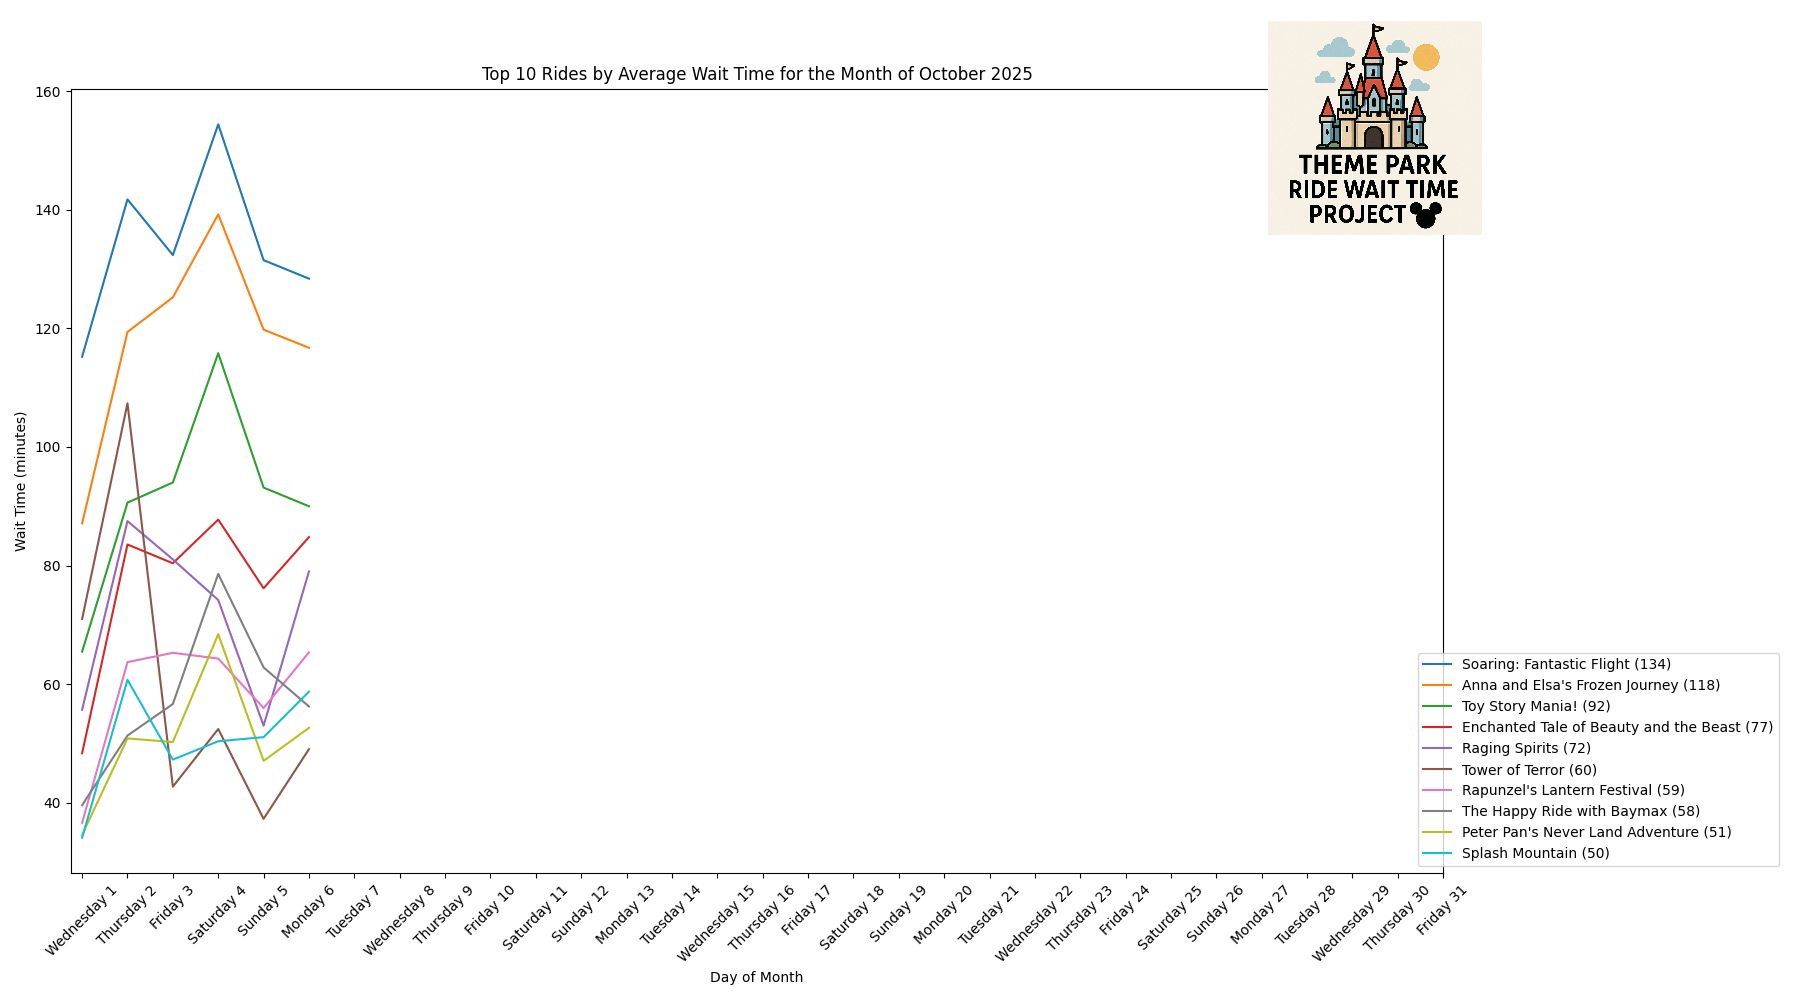 Top 10 Rides by Average Wait Time for the Month of October 2025
THEME PARK
RIDE WAIT TIME
PROJECT
Wait Time (minutes)
160
140
120
100
80
60
40
Soaring: Fantastic Flight (134)
Anna and Elsa's Frozen Journey (118)
Toy Story Mania! (92)
Enchanted Tale of Beauty and the Beast (77)
Raging Spirits (72)
Tower of Terror (60)
Rapunzel's Lantern Festival (59)
The Happy Ride with Baymax (58)
Peter Pan's Never Land Adventure (51)
Splash Mountain (50)
Wednesday 1
Thursday 2
Friday 3
Saturday 4
Sunday 5
Monday 6
Tuesday 7
Wednesday 8
Thursday 9
Friday 10
Saturday 11
Sunday 12
Monday 13
Tuesday 14
Wednesday 15
Thursday 16
Friday 17
Saturday 18
Sunday 19
Monday 20
Tuesday 21
Wednesday 22
Thursday 23
Friday 24
Saturday 25
Sunday 26
Monday 27
Tuesday 28
Wednesday 29
Thursday 30
Friday 31
Day of Month